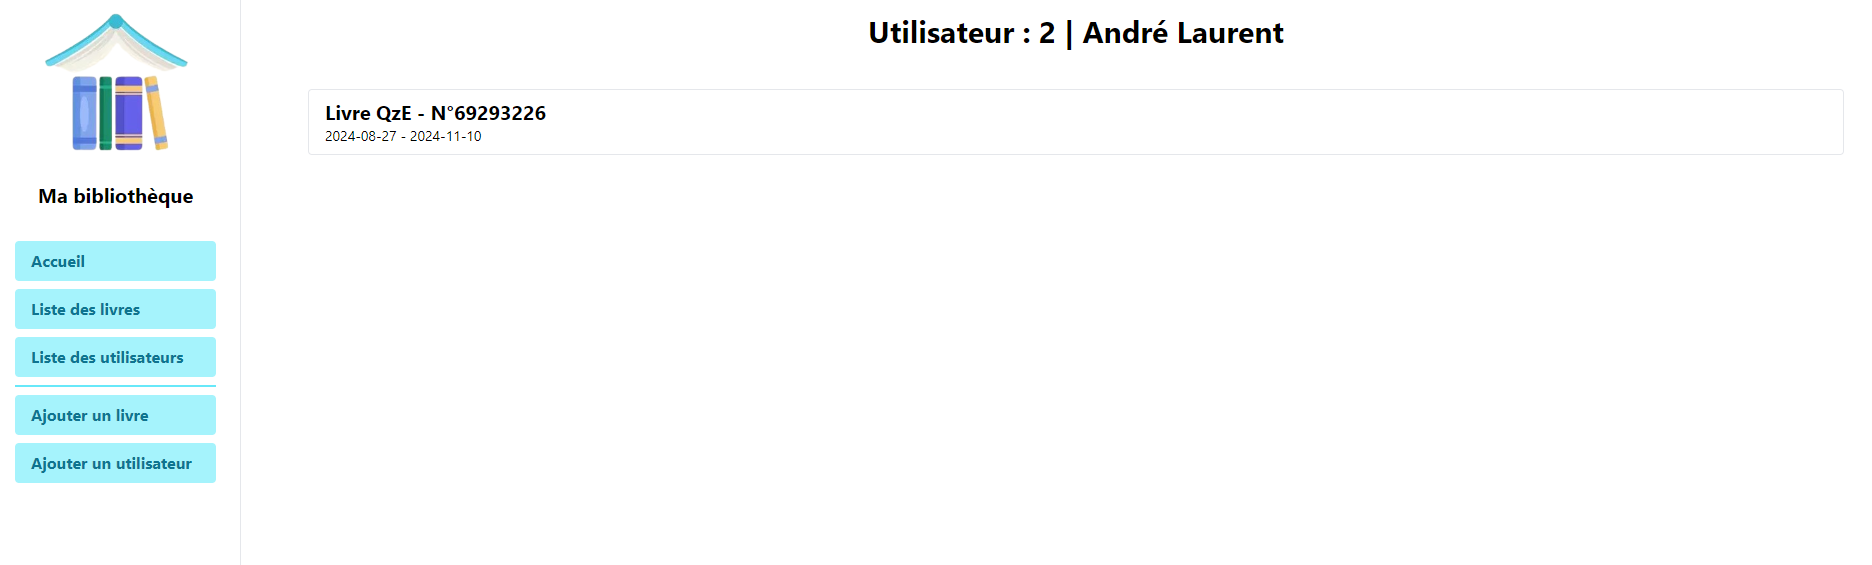 Ma bibliothèque
Accueil
Liste des livres
Liste des utilisateurs
Ajouter un livre
Ajouter un utilisateur
Utilisateur : 2 | André Laurent
Livre QzE - N°69293226
2024-08-27 - 2024-11-10